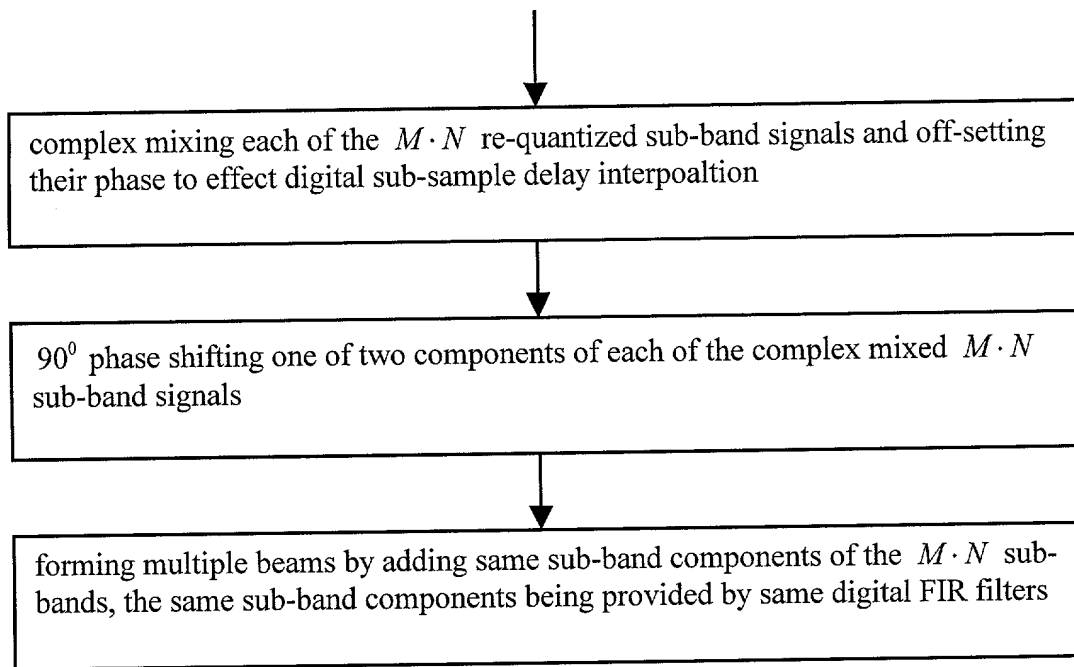 complex mixing each of the M · N re-quantized sub-band signals and off-setting
their phase to effect digital sub-sample delay interpoaltion
90⁰ phase shifting one of two components of each of the complex mixed M · N
sub-band signals
forming multiple beams by adding same sub-band components of the M · N sub-
bands, the same sub-band components being provided by same digital FIR filters